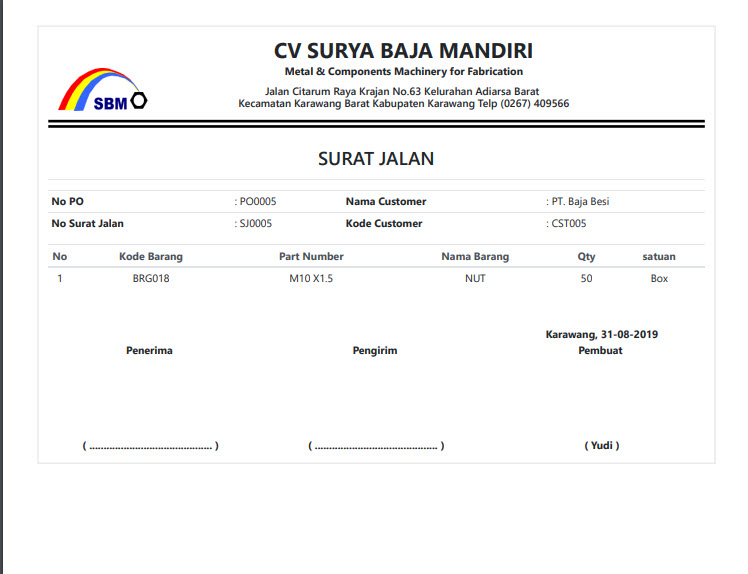 CV SURYA BAJA MANDIRI
Metal & Components Machinery for Fabrication
Jalan Citarum Raya Krajan No.63 Kelurahan Adiarsa Barat
Kecamatan Karawang Barat Kabupaten Karawang Telp (0267) 409566
SBM
SURAT JALAN
No PO : PO0005 Nama Customer : PT. Baja Besi
No Surat Jalan : SJ0005 Kode Customer : CST005
No Kode Barang Part Number Nama Barang Qty satuan
1 BRG018 M10 X1.5 NUT 50 Box
Karawang, 31-08-2019
Penerima Pengirim Pembuat
( ........................................... ) ( ........................................... ) ( Yudi )